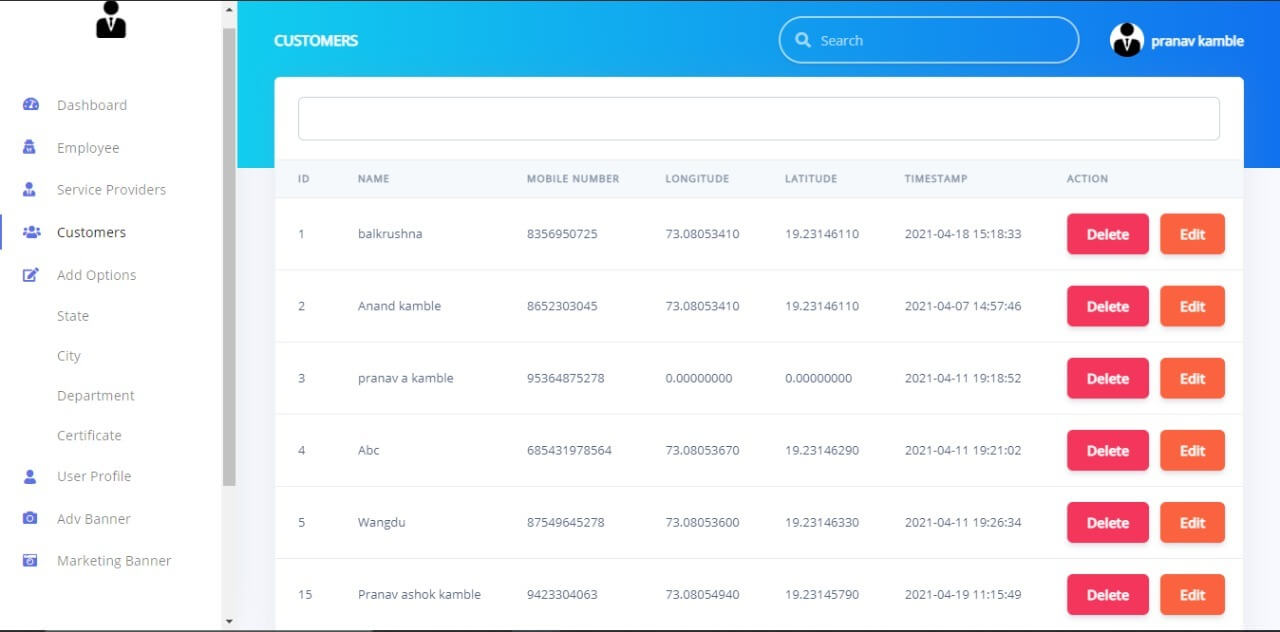 CUSTOMERS
Search
pranav kamble
Dashboard
Employee
Service Providers
Customers
Add Options
State
City
Department
Certificate
User Profile
Adv Banner
Marketing Banner
ID NAME MOBILE NUMBER LONGITUDE LATITUDE TIMESTAMP ACTION
1 balkrushna 8356950725 73.08053410 19.23146110 2021-04-18 15:18:33 Delete Edit
2 Anand kamble 8652303045 73.08053410 19.23146110 2021-04-07 14:57:46 Delete Edit
3 pranav a kamble 95364875278 0.00000000 0.00000000 2021-04-11 19:18:52 Delete Edit
4 Abc 685431978564 73.08053670 19.23146290 2021-04-11 19:21:02 Delete Edit
5 Wangdu 87549645278 73.08053600 19.23146330 2021-04-11 19:26:34 Delete Edit
15 Pranav ashok kamble 9423304063 73.08054940 19.23145790 2021-04-19 11:15:49 Delete Edit